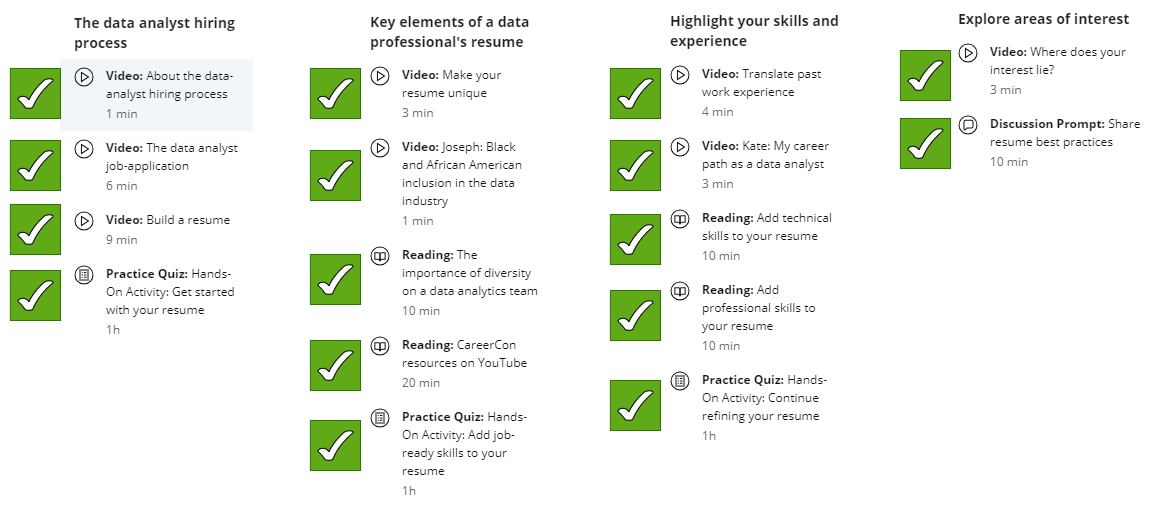 The data analyst hiring
process
Video: About the data-
analyst hiring process
1 min
Video: The data analyst
job-application
6 min
Video: Build a resume
9 min
Practice Quiz: Hands-
On Activity: Get started
with your resume
1h
Key elements of a data
professional's resume
Video: Make your
resume unique
3 min
Video: Joseph: Black
and African American
inclusion in the data
industry
1 min
Reading: The
importance of diversity
on a data analytics team
10 min
Reading: CareerCon
resources on YouTube
20 min
Practice Quiz: Hands-
On Activity: Add job-
ready skills to your
resume
1h
Highlight your skills and
experience
Video: Translate past
work experience
4 min
Video: Kate: My career
path as a data analyst
3 min
Reading: Add technical
skills to your resume
10 min
Reading: Add
professional skills to
your resume
10 min
Practice Quiz: Hands-
On Activity: Continue
refining your resume
1h
Explore areas of interest
Video: Where does your
interest lie?
3 min
Discussion Prompt: Share
resume best practices
10 min